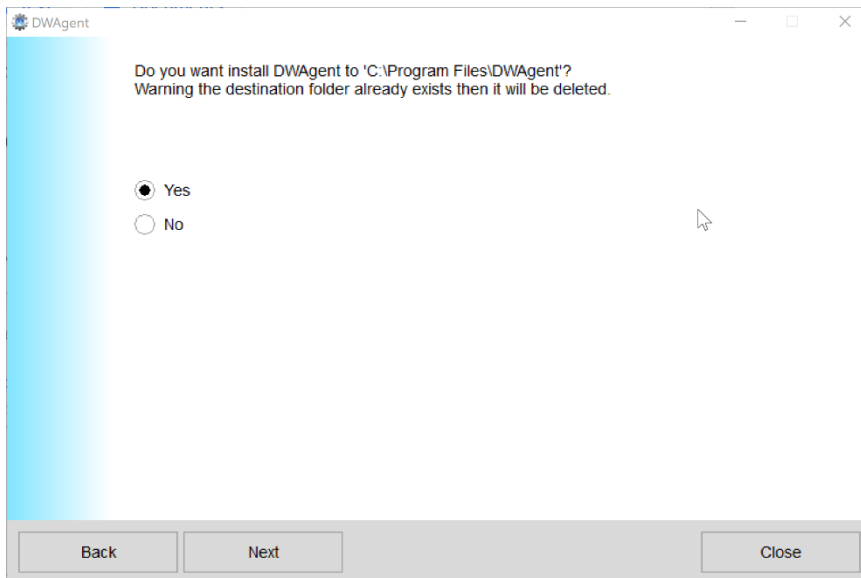 DWAgent
Do you want install DWAgent to 'C:\Program Files\DWAgent'?
Warning the destination folder already exists then it will be deleted.
Yes
No
Back
Next
Close